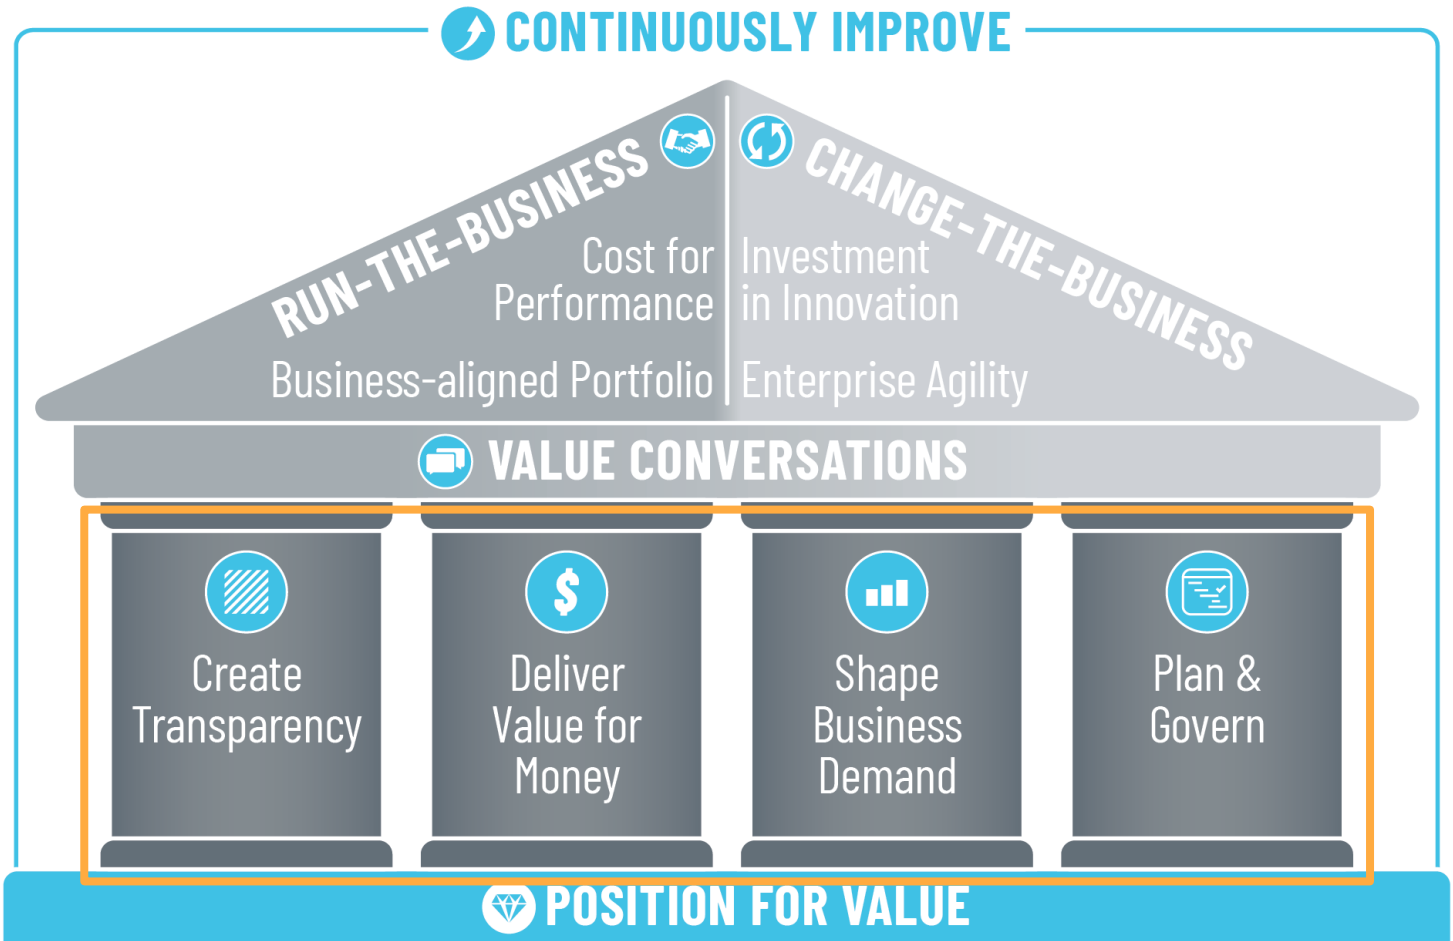 CONTINUOUSLY IMPROVE
RUN-THE-BUSINESS
Cost for
Performance
Business-aligned Portfolio
CHANGE-THE-BUSINESS
Investment
in Innovation
Enterprise Agility
VALUE CONVERSATIONS
Create
Transparency
$
Deliver
Value for
Money
Shape
Business
Demand
Plan &
Govern
POSITION FOR VALUE